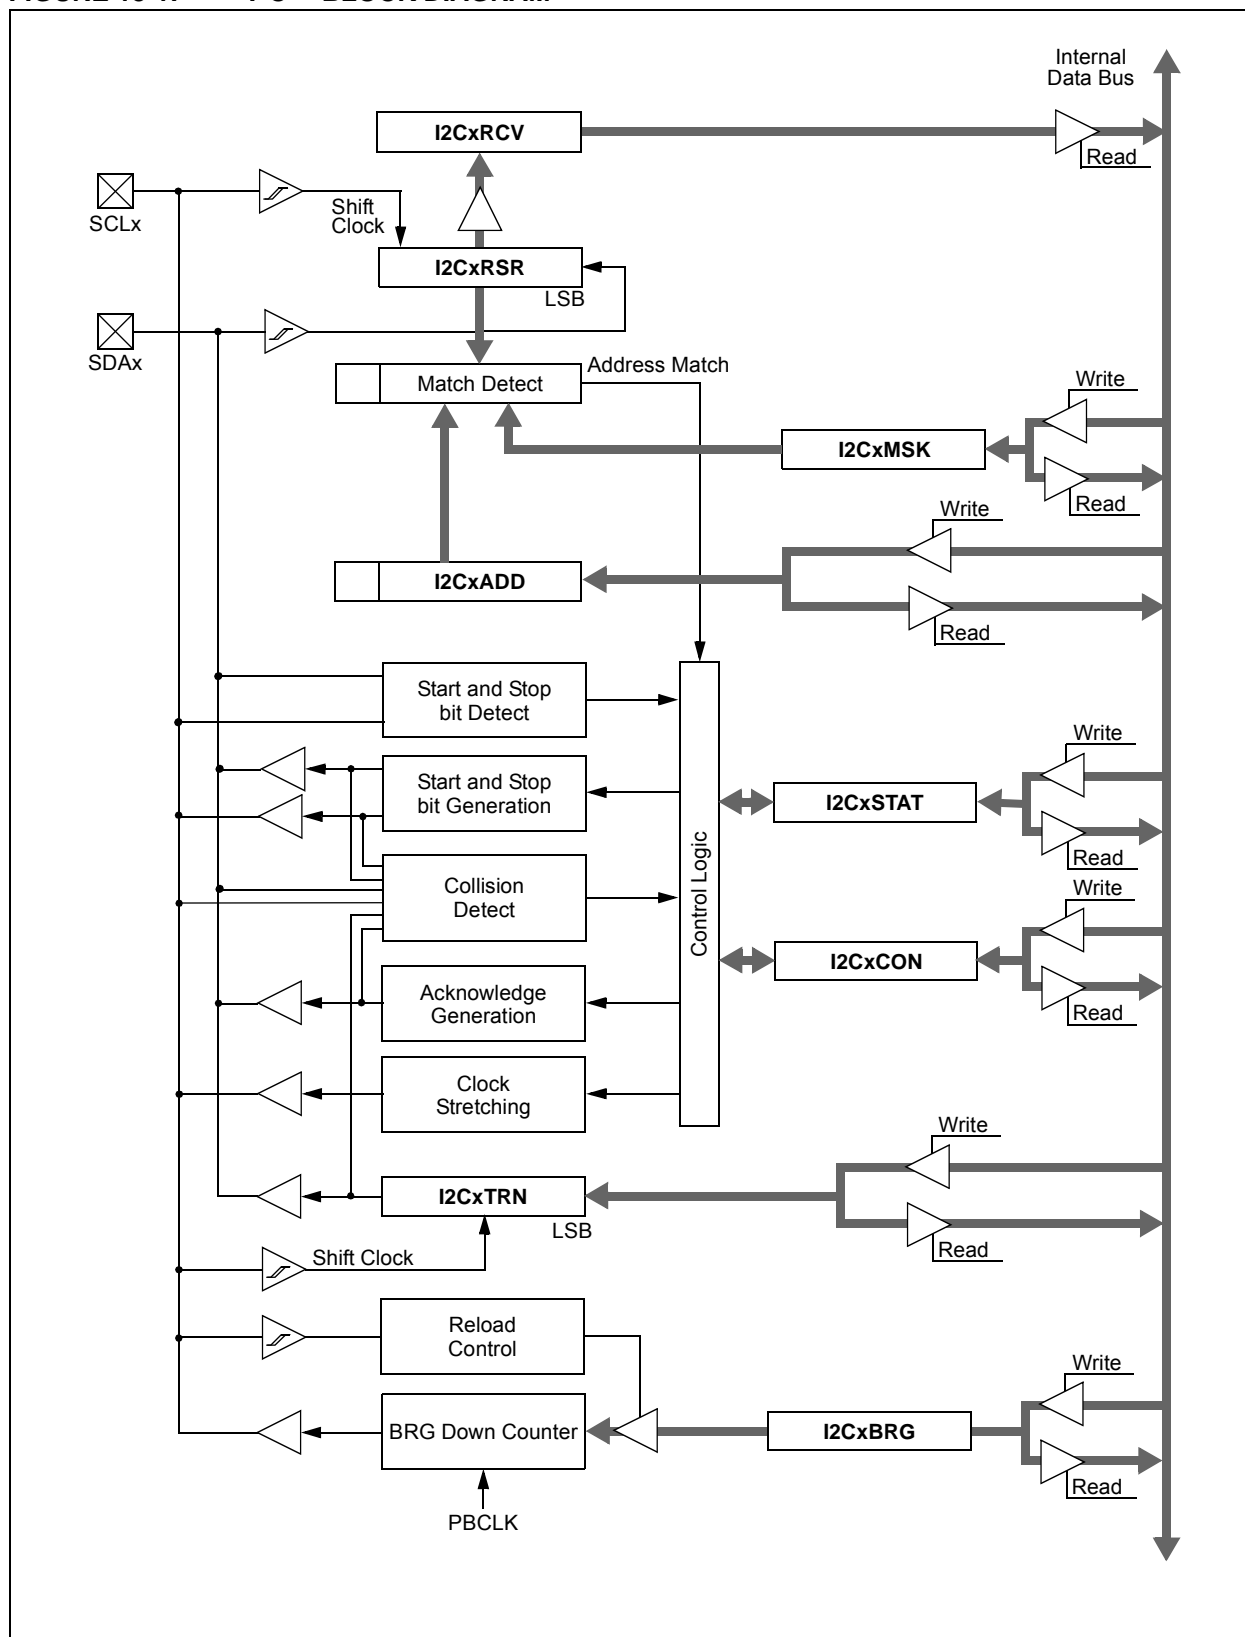 Internal
Data Bus
I2CxRCV
Read
SCLx
Shift
Clock
I2CxRSR
LSB
SDAx
Address Match
Match Detect
Write
I2CxMSK
Read
Write
I2CxADD
Read
Start and Stop
bit Detect
Write
Start and Stop
bit Generation
I2CxSTAT
Read
Control Logic
Collision
Detect
Write
I2CxCON
Acknowledge
Generation
Read
Clock
Stretching
Write
I2CxTRN
LSB
Read
Shift Clock
Reload
Control
Write
BRG Down Counter
I2CxBRG
Read
PBCLK